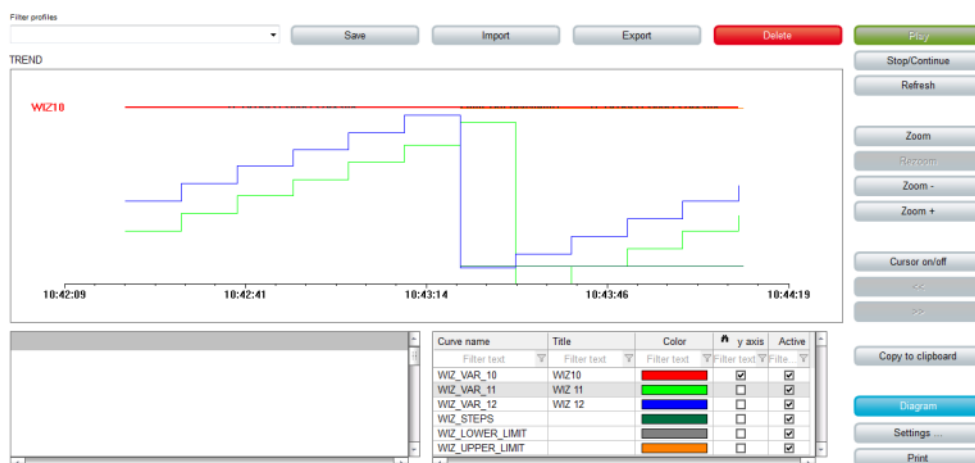 Filter profiles
Save Import Export Delete Play
TREND
Stop/Continue
Refresh
WIZ10
Zoom
Rezoom
Zoom -
Zoom +
Cursor on/off
<<
>>
10:42:09 10:42:41 10:43:14 10:43:46 10:44:19
Curve name Title Color y axis Active
Filter text Filter text Filter text Filter text Filte...
Copy to clipboard
WIZ_VAR_10 WIZ10
WIZ_VAR_11 WIZ 11
WIZ_VAR_12 WIZ 12
Diagram
WIZ_STEPS
WIZ_LOWER_LIMIT
Settings ...
WIZ_UPPER_LIMIT
Print